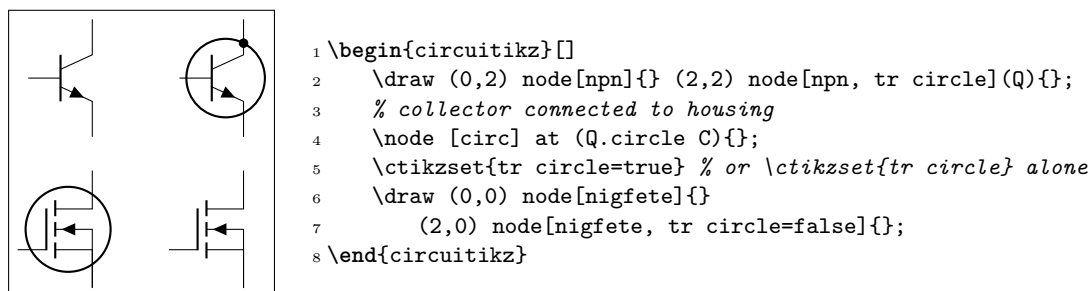 1 \begin{circuitikz}[]
2 \draw (0,2) node[npn]{} (2,2) node[npn, tr circle](Q){};
3 % collector connected to housing
4 \node [circ] at (Q.circle C){};
5 \ctikzset{tr circle=true} % or \ctikzset{tr circle} alone
6 \draw (0,0) node[nigfete]{}
7 (2,0) node[nigfete, tr circle=false]{};
8 \end{circuitikz}